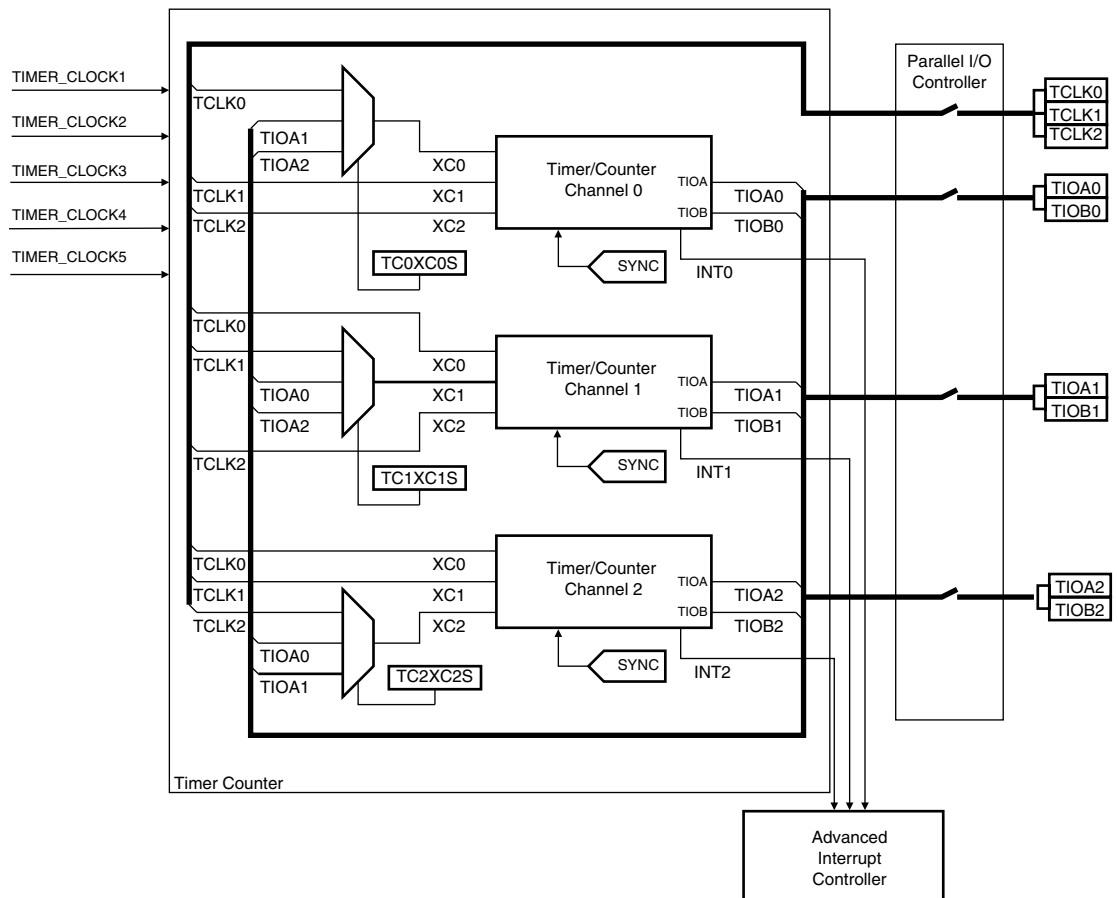 TIMER_CLOCK1
TIMER_CLOCK2
TIMER_CLOCK3
TIMER_CLOCK4
TIMER_CLOCK5
TCLK0
TIOA1
TIOA2
TCLK1
TCLK2
XC0
XC1
XC2
Timer/Counter
Channel 0
TIOA
TIOB
TIOA0
TIOB0
TC0XC0S
SYNC
INT0
TCLK0
TCLK1
TIOA0
TIOA2
TCLK2
XC0
XC1
XC2
Timer/Counter
Channel 1
TIOA
TIOB
TIOA1
TIOB1
TC1XC1S
SYNC
INT1
TCLK0
TCLK1
TCLK2
TIOA0
TIOA1
XC0
XC1
XC2
Timer/Counter
Channel 2
TIOA
TIOB
TIOA2
TIOB2
TC2XC2S
SYNC
INT2
Timer Counter
Parallel I/O
Controller
TCLK0
TCLK1
TCLK2
TIOA0
TIOB0
TIOA1
TIOB1
TIOA2
TIOB2
Advanced
Interrupt
Controller